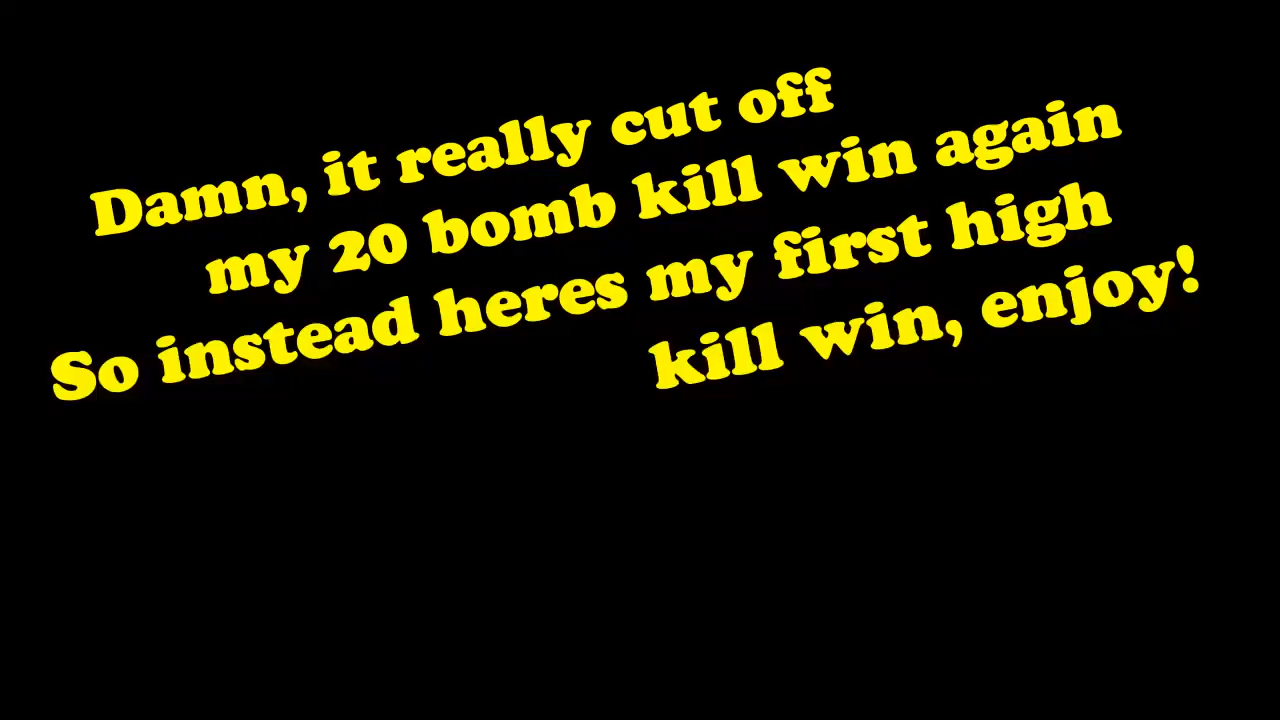 Damn, it really cut off
my 20 bomb kill win again
So instead heres my first high
kill win, enjoy!